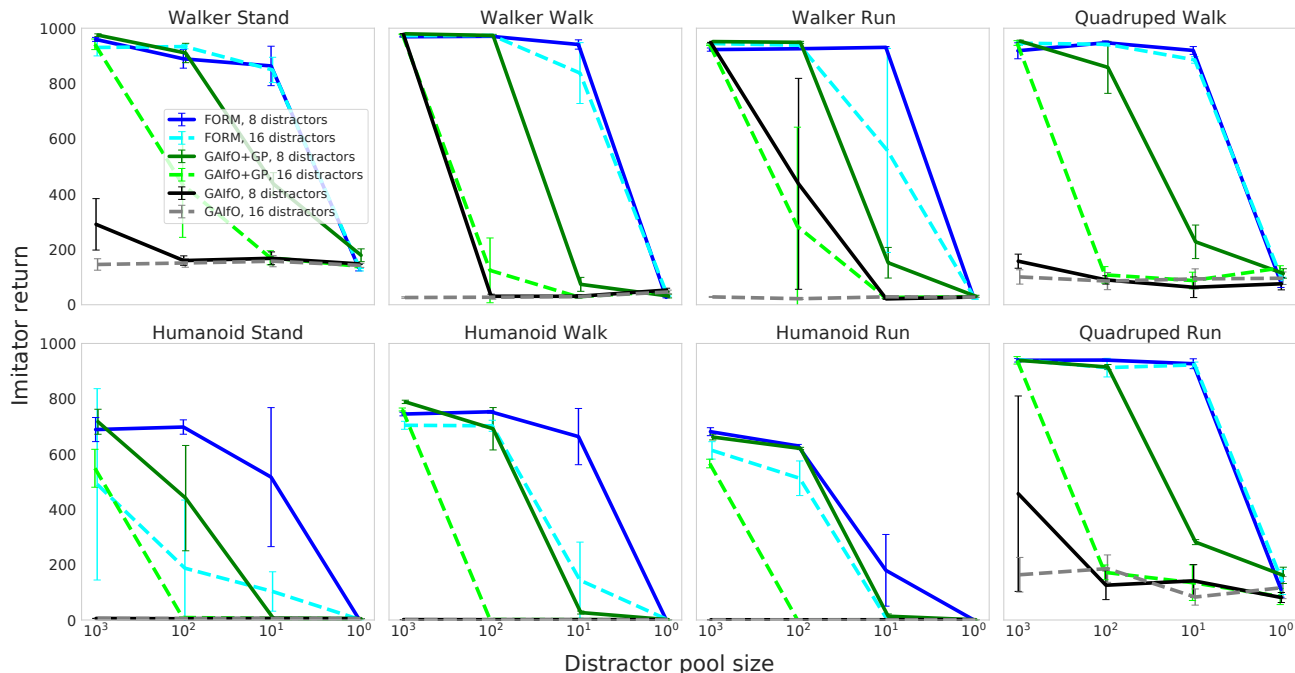 Walker Stand
Walker Walk
Walker Run
Quadruped Walk
1000
800
600
400
200
0
FORM, 8 distractors
FORM, 16 distractors
GAIfO+GP, 8 distractors
GAIfO+GP, 16 distractors
GAIfO, 8 distractors
GAIfO, 16 distractors
Imitator return
Humanoid Stand
Humanoid Walk
Humanoid Run
Quadruped Run
1000
800
600
400
200
0
10³ 10² 10¹ 10⁰
10³ 10² 10¹ 10⁰
10³ 10² 10¹ 10⁰
10³ 10² 10¹ 10⁰
Distractor pool size